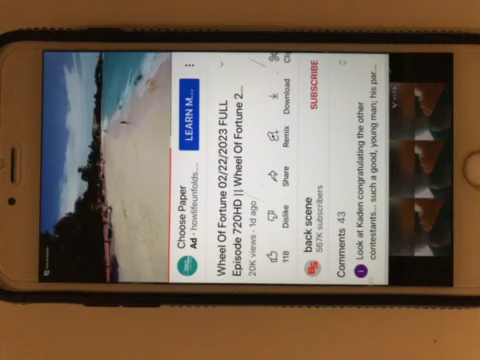 Choose Paper
Ad · howlifeunfolds....
LEARN M...
Wheel Of Fortune 02/22/2023 FULL
Episode 720HD || Wheel Of Fortune 2...
20K views · 1d ago
118
Dislike
Share
Remix
Download
Cli
back scene
567K subscribers
SUBSCRIBE
Comments 43
Look at Kaden congratulating the other
contestants... such a good, young man; his par...